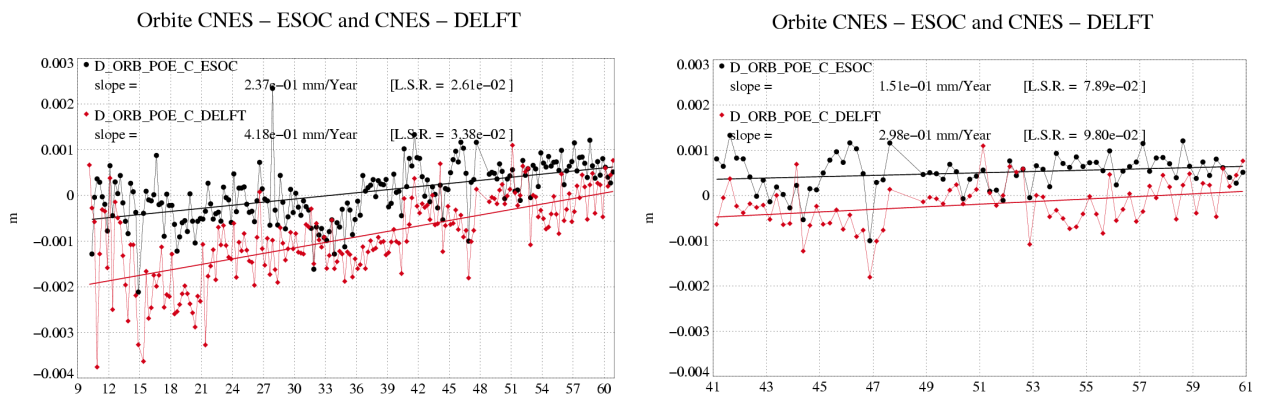 Orbite CNES – ESOC and CNES – DELFT
0.003
0.002
0.001
0
−0.001
−0.002
−0.003
−0.004
m
D_ORB_POE_C_ESOC
slope = 2.37e−01 mm/Year [L.S.R. = 2.61e−02 ]
D_ORB_POE_C_DELFT
slope = 4.18e−01 mm/Year [L.S.R. = 3.38e−02 ]
9 12 15 18 21 24 27 30 33 36 39 42 45 48 51 54 57 60
Orbite CNES – ESOC and CNES – DELFT
0.003
0.002
0.001
0
−0.001
−0.002
−0.003
−0.004
m
D_ORB_POE_C_ESOC
slope = 1.51e−01 mm/Year [L.S.R. = 7.89e−02 ]
D_ORB_POE_C_DELFT
slope = 2.98e−01 mm/Year [L.S.R. = 9.80e−02 ]
41 43 45 47 49 51 53 55 57 59 61